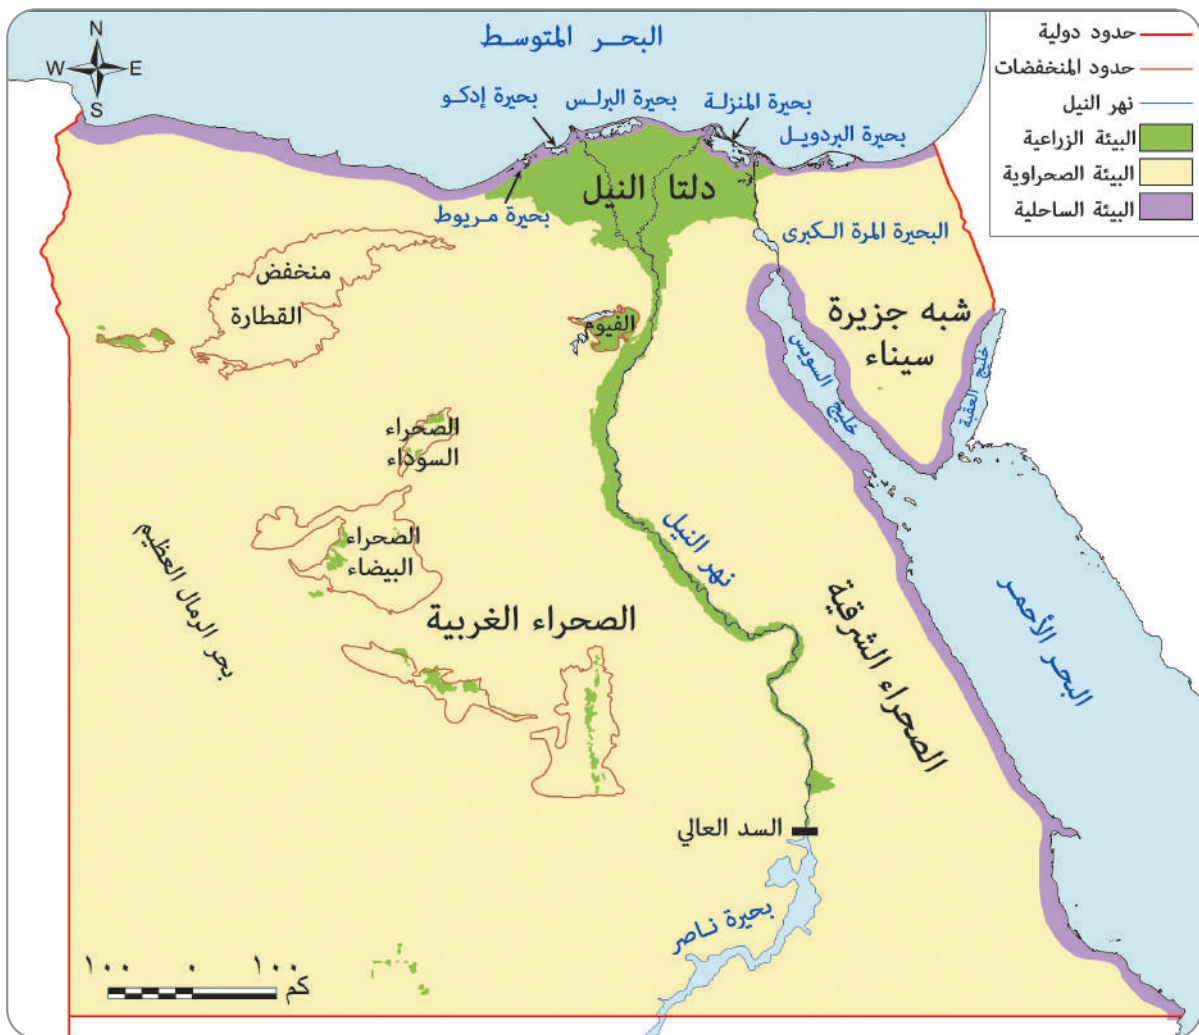 البحر المتوسط
N
W E
S
حدود دولية
حدود المنخفضات
نهر النيل
البيئة الزراعية
البيئة الصحراوية
البيئة الساحلية
بحيرة إدكو
بحيرة البرلس
بحيرة المنزلة
بحيرة البردويل
دلتا النيل
بحيرة مريوط
البحيرة المرة الكبرى
منخفض
القطارة
الفيوم
شبه جزيرة
سيناء
خليج السويس
خليج العقبة
الصحراء
السوداء
الصحراء
البيضاء
بحر الرمال العظيم
نهر النيل
الصحراء الغربية
الصحراء الشرقية
البحر الأحمر
السد العالي
بحيرة ناصر
١٠٠ ٠ ١٠٠
كم